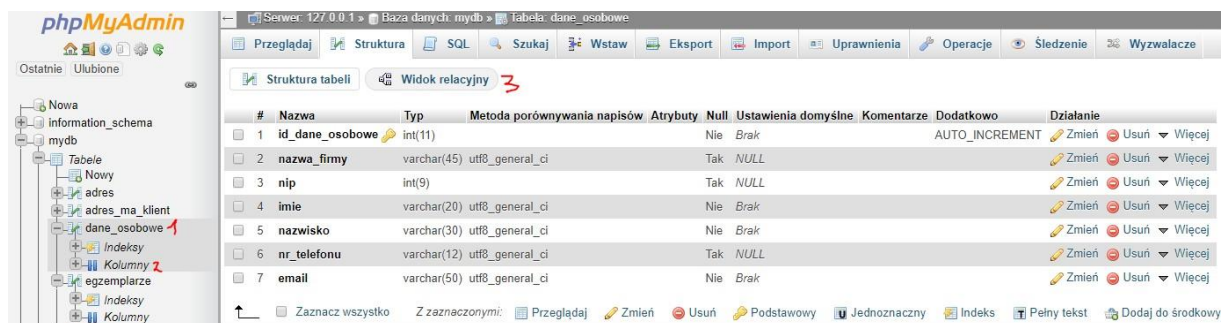 phpMyAdmin
Ostatnie Ulubione
Nowa
information_schema
mydb
Tabele
Nowy
adres
adres_ma_klient
dane_osobowe 1
Indeksy
Kolumny 2
egzemplarze
Indeksy
Kolumny
Serwer: 127.0.0.1 » Baza danych: mydb » Tabela: dane_osobowe
Przeglądaj Struktura SQL Szukaj Wstaw Eksport Import Uprawnienia Operacje Śledzenie Wyzwalacze
Struktura tabeli Widok relacyjny 3
# Nazwa Typ Metoda porównywania napisów Atrybuty Null Ustawienia domyślne Komentarze Dodatkowo Działanie
1 id_dane_osobowe int(11) Nie Brak AUTO_INCREMENT Zmień Usuń Więcej
2 nazwa_firmy varchar(45) utf8_general_ci Tak NULL Zmień Usuń Więcej
3 nip int(9) Tak NULL Zmień Usuń Więcej
4 imie varchar(20) utf8_general_ci Nie Brak Zmień Usuń Więcej
5 nazwisko varchar(30) utf8_general_ci Nie Brak Zmień Usuń Więcej
6 nr_telefonu varchar(12) utf8_general_ci Tak NULL Zmień Usuń Więcej
7 email varchar(50) utf8_general_ci Nie Brak Zmień Usuń Więcej
Zaznacz wszystko Z zaznaczonymi: Przeglądaj Zmień Usuń Podstawowy Jednoznaczny Indeks Pełny tekst Dodaj do środkowy